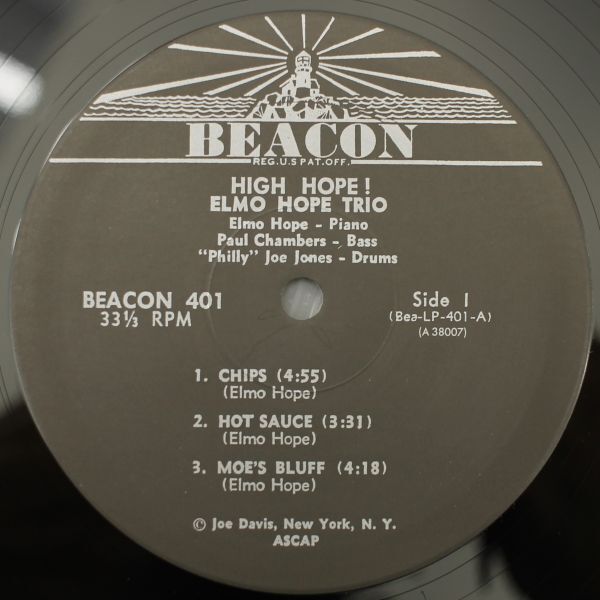 BEACON
REG.U.S PAT.OFF.
HIGH HOPE!
ELMO HOPE TRIO
Elmo Hope - Piano
Paul Chambers - Bass
"Philly" Joe Jones - Drums
BEACON 401
33⅓ RPM
Side 1
(Bea-LP-401-A)
(A 38007)
1. CHIPS (4:55)
(Elmo Hope)
2. HOT SAUCE (3:31)
(Elmo Hope)
3. MOE'S BLUFF (4:18)
(Elmo Hope)
© Joe Davis, New York, N. Y.
ASCAP